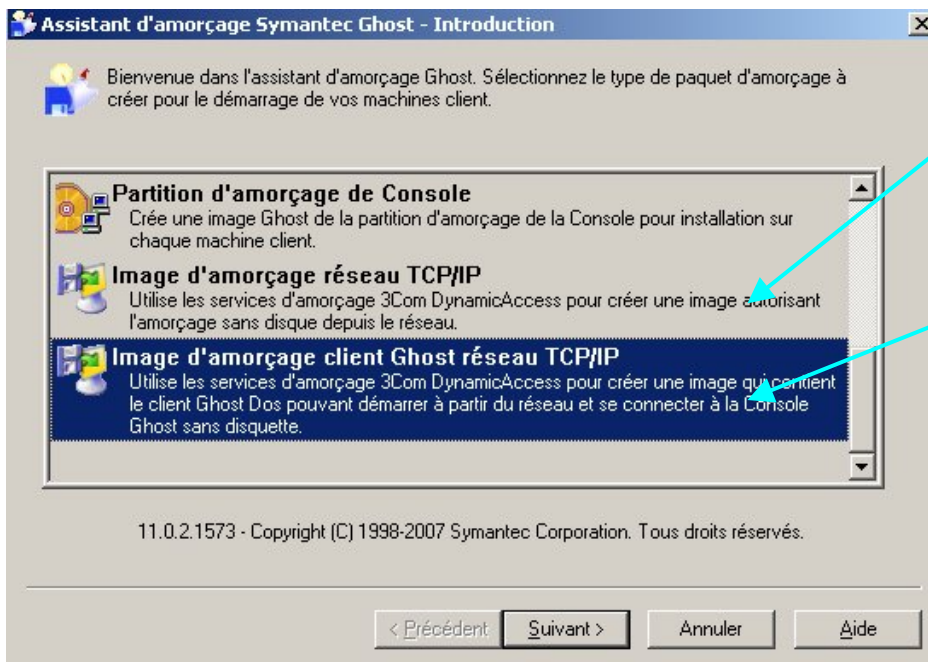 Assistant d'amorçage Symantec Ghost - Introduction
Bienvenue dans l'assistant d'amorçage Ghost. Sélectionnez le type de paquet d'amorçage à
créer pour le démarrage de vos machines client.
Partition d'amorçage de Console
Crée une image Ghost de la partition d'amorçage de la Console pour installation sur
chaque machine client.
Image d'amorçage réseau TCP/IP
Utilise les services d'amorçage 3Com DynamicAccess pour créer une image autorisant
l'amorçage sans disque depuis le réseau.
Image d'amorçage client Ghost réseau TCP/IP
Utilise les services d'amorçage 3Com DynamicAccess pour créer une image qui contient
le client Ghost Dos pouvant démarrer à partir du réseau et se connecter à la Console
Ghost sans disquette.
11.0.2.1573 - Copyright (C) 1998-2007 Symantec Corporation. Tous droits réservés.
< Précédent Suivant > Annuler Aide